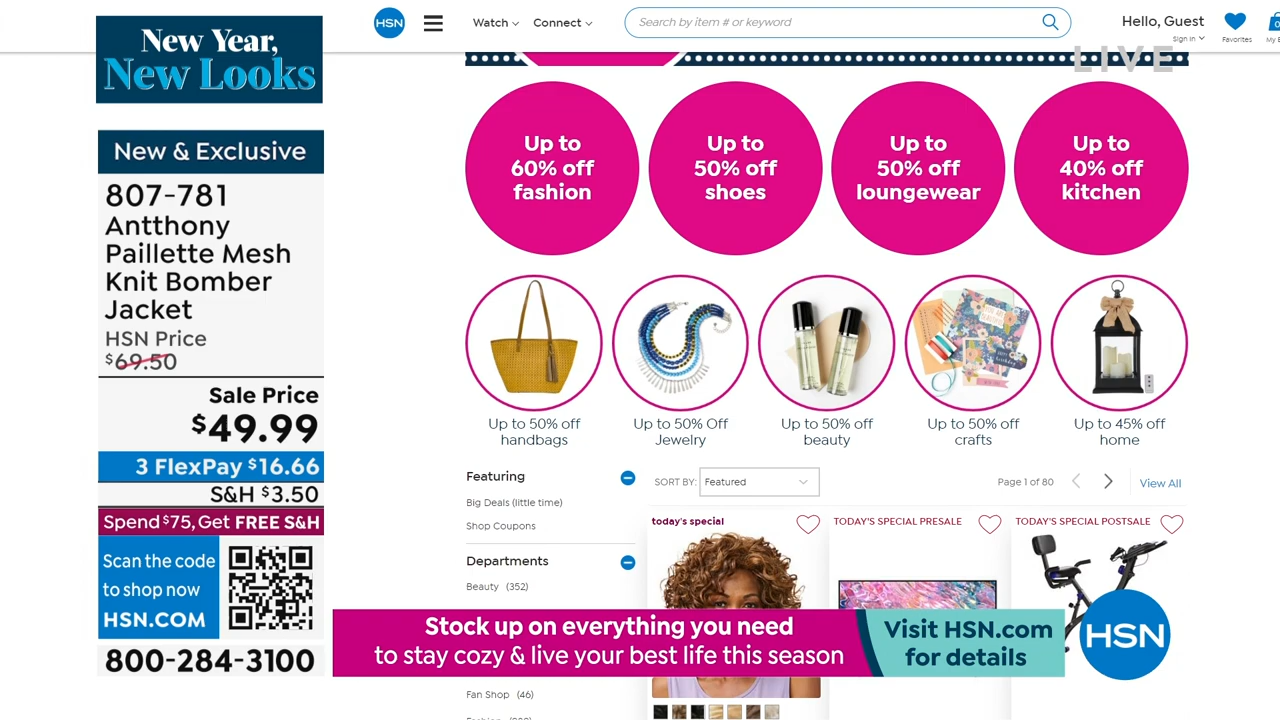 New Year,
New Looks
New & Exclusive
807-781
Antthony
Paillette Mesh
Knit Bomber
Jacket
HSN Price
$69.50
Sale Price
$49.99
3 FlexPay $16.66
S&H $3.50
Spend $75, Get FREE S&H
Scan the code
to shop now
HSN.COM
800-284-3100
HSN
Watch
Connect
Search by item # or keyword
Hello, Guest
Sign In
Favorites
0
LIVE
Up to
60% off
fashion
Up to
50% off
shoes
Up to
50% off
loungewear
Up to
40% off
kitchen
Up to 50% off
handbags
Up to 50% Off
Jewelry
Up to 50% off
beauty
Up to 50% off
crafts
Up to 45% off
home
Featuring
Big Deals (little time)
Shop Coupons
Departments
Beauty (352)
Fan Shop (46)
SORT BY: Featured
Page 1 of 80
View All
today's special
TODAY'S SPECIAL PRESALE
TODAY'S SPECIAL POSTSALE
Stock up on everything you need
to stay cozy & live your best life this season
Visit HSN.com
for details
HSN